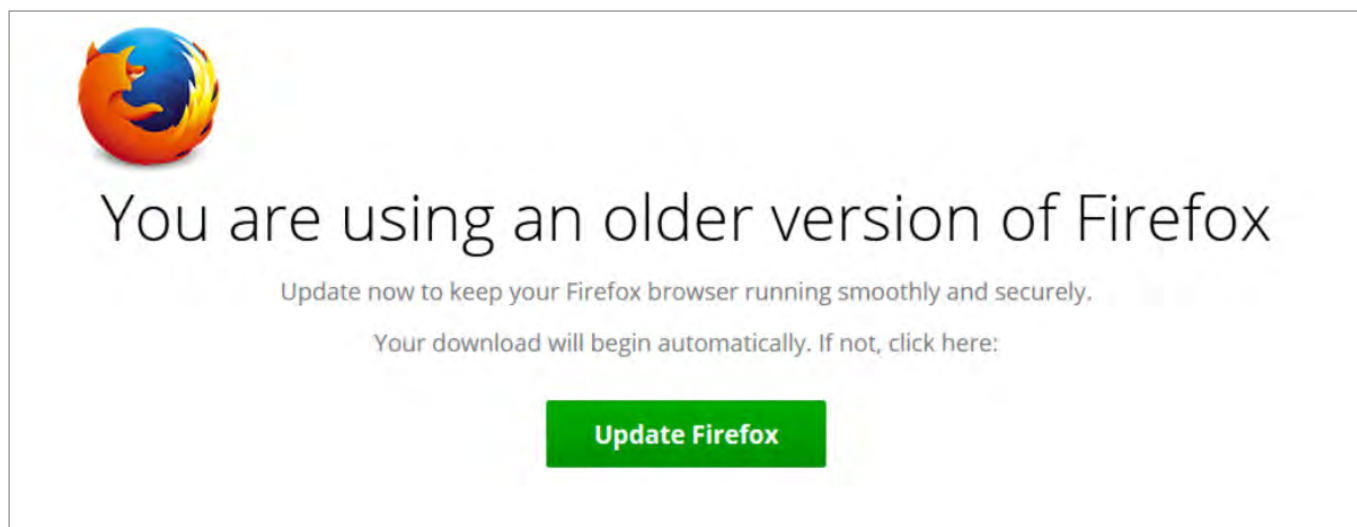 You are using an older version of Firefox
Update now to keep your Firefox browser running smoothly and securely.
Your download will begin automatically. If not, click here:
Update Firefox